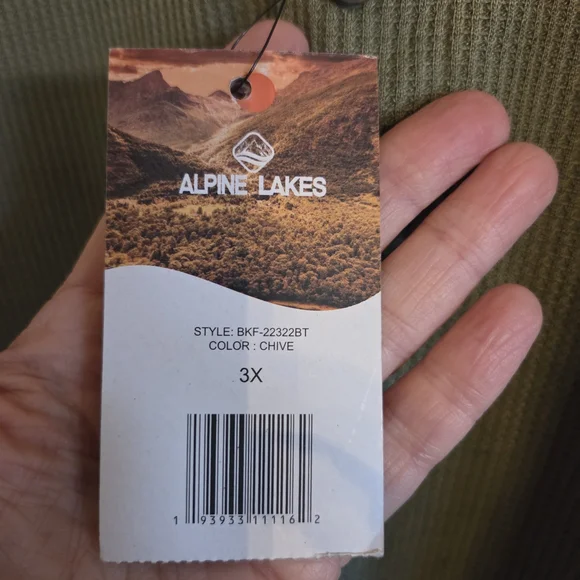 ALPINE LAKES
STYLE: BKF-22322BT
COLOR : CHIVE
3X
1 93933 11116 2